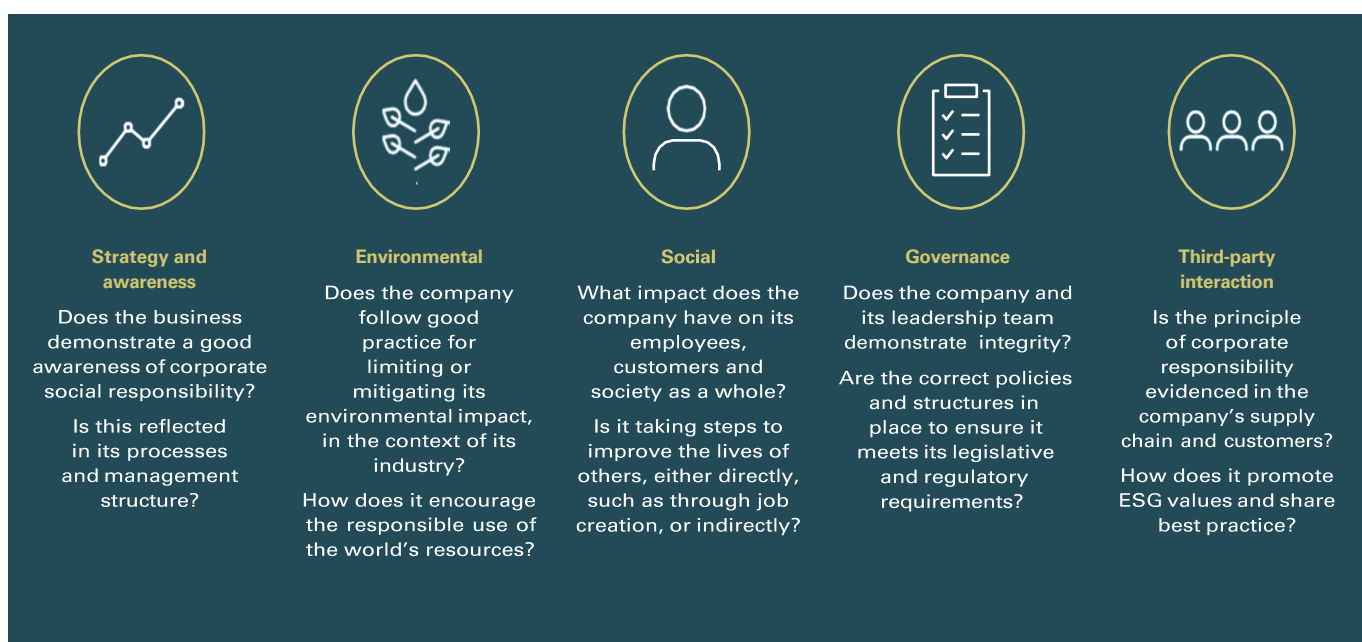 Strategy and
awareness
Does the business
demonstrate a good
awareness of corporate
social responsibility?
Is this reflected
in its processes
and management
structure?
Environmental
Does the company
follow good
practice for
limiting or
mitigating its
environmental impact,
in the context of its
industry?
How does it encourage
the responsible use of
the world's resources?
Social
What impact does the
company have on its
employees,
customers and
society as a whole?
Is it taking steps to
improve the lives of
others, either directly,
such as through job
creation, or indirectly?
Governance
Does the company and
its leadership team
demonstrate integrity?
Are the correct policies
and structures in
place to ensure it
meets its legislative
and regulatory
requirements?
Third-party
interaction
Is the principle
of corporate
responsibility
evidenced in the
company's supply
chain and customers?
How does it promote
ESG values and share
best practice?